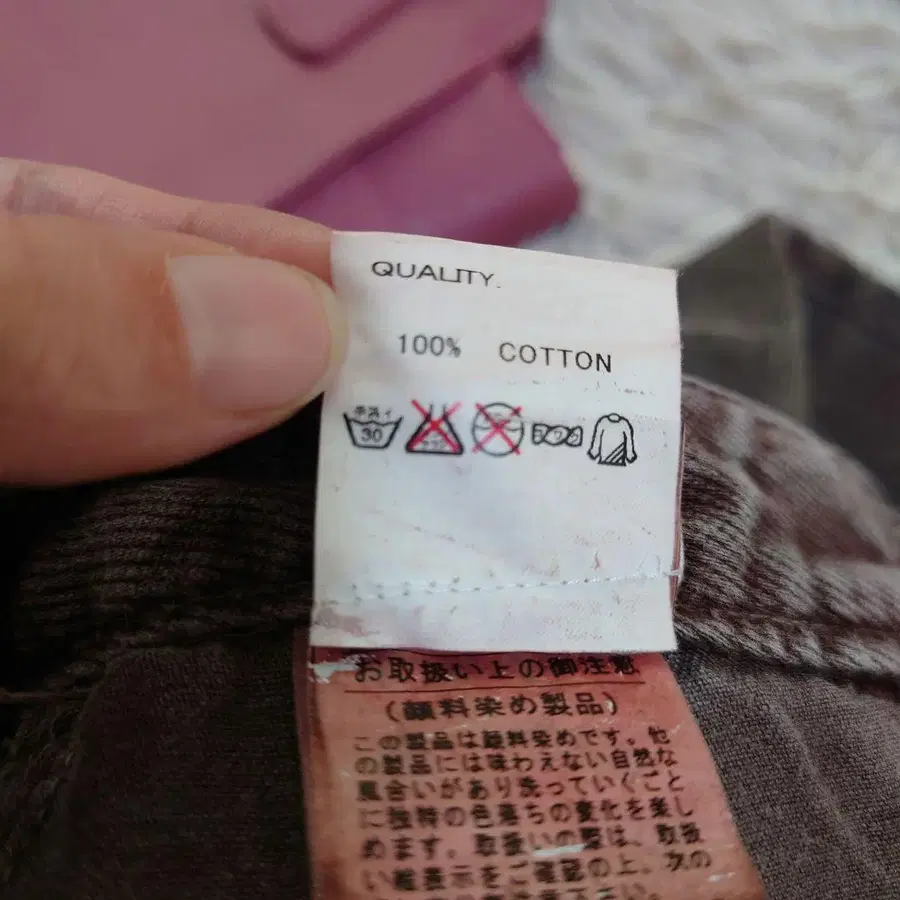 QUALITY.
100% COTTON
手洗イ
30
お取扱い上の御注意
(顔料染め製品)
この製品は顔料染めです。他
の製品には味わえない自然な
風合いがあり洗っていくごと
に独特の色落ちの変化を楽し
めます。取扱いの際は、取扱
い絵表示をご確認の上、次の